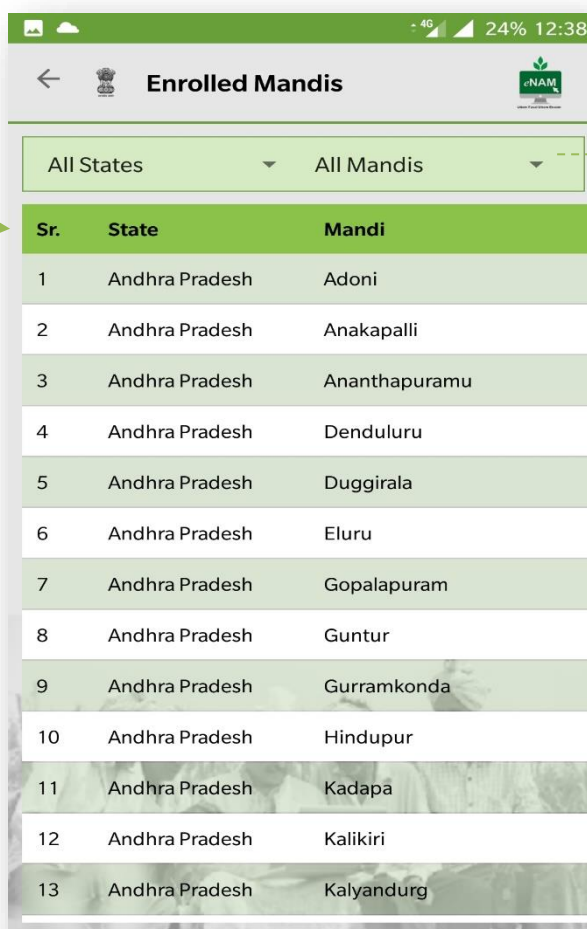 4G 24% 12:38
Enrolled Mandis
eNAM
All States All Mandis
Sr. State Mandi
1 Andhra Pradesh Adoni
2 Andhra Pradesh Anakapalli
3 Andhra Pradesh Ananthapuramu
4 Andhra Pradesh Denduluru
5 Andhra Pradesh Duggirala
6 Andhra Pradesh Eluru
7 Andhra Pradesh Gopalapuram
8 Andhra Pradesh Guntur
9 Andhra Pradesh Gurramkonda
10 Andhra Pradesh Hindupur
11 Andhra Pradesh Kadapa
12 Andhra Pradesh Kalikiri
13 Andhra Pradesh Kalyandurg